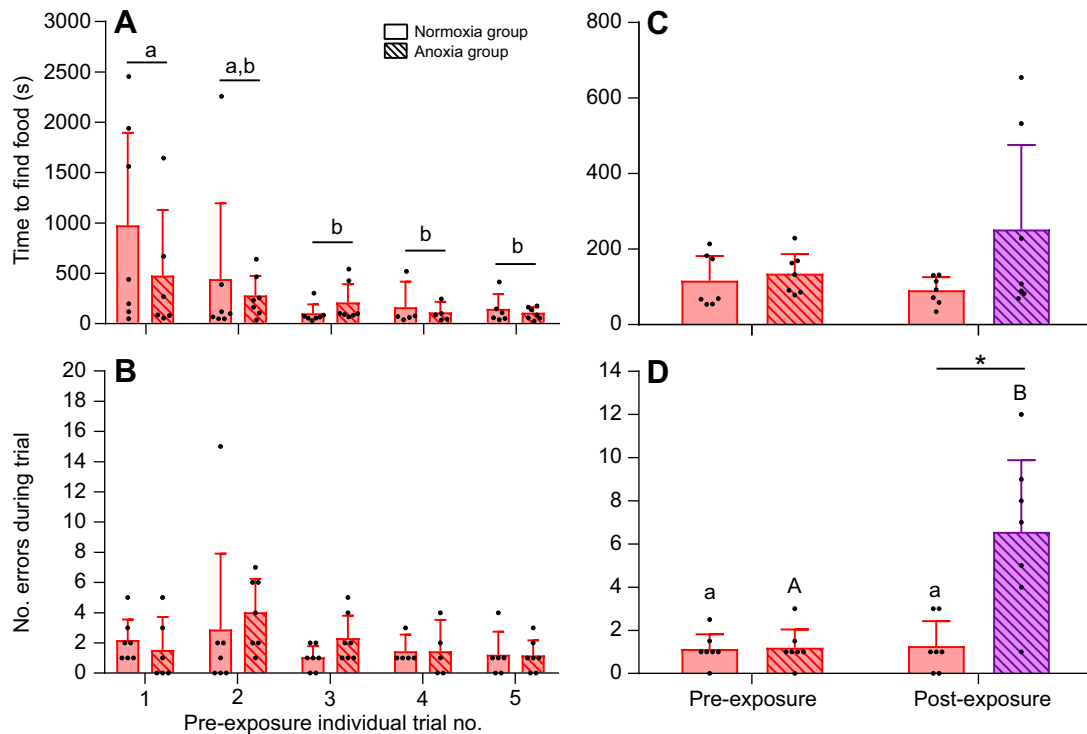 A
Normoxia group
Anoxia group
Time to find food (s)
3000
2500
2000
1500
1000
500
0
a
a,b
b
b
b
C
800
600
400
200
0
B
No. errors during trial
20
18
16
14
12
10
8
6
4
2
0
1 2 3 4 5
Pre-exposure individual trial no.
D
14
12
10
8
6
4
2
0
a
A
a
*
B
Pre-exposure Post-exposure